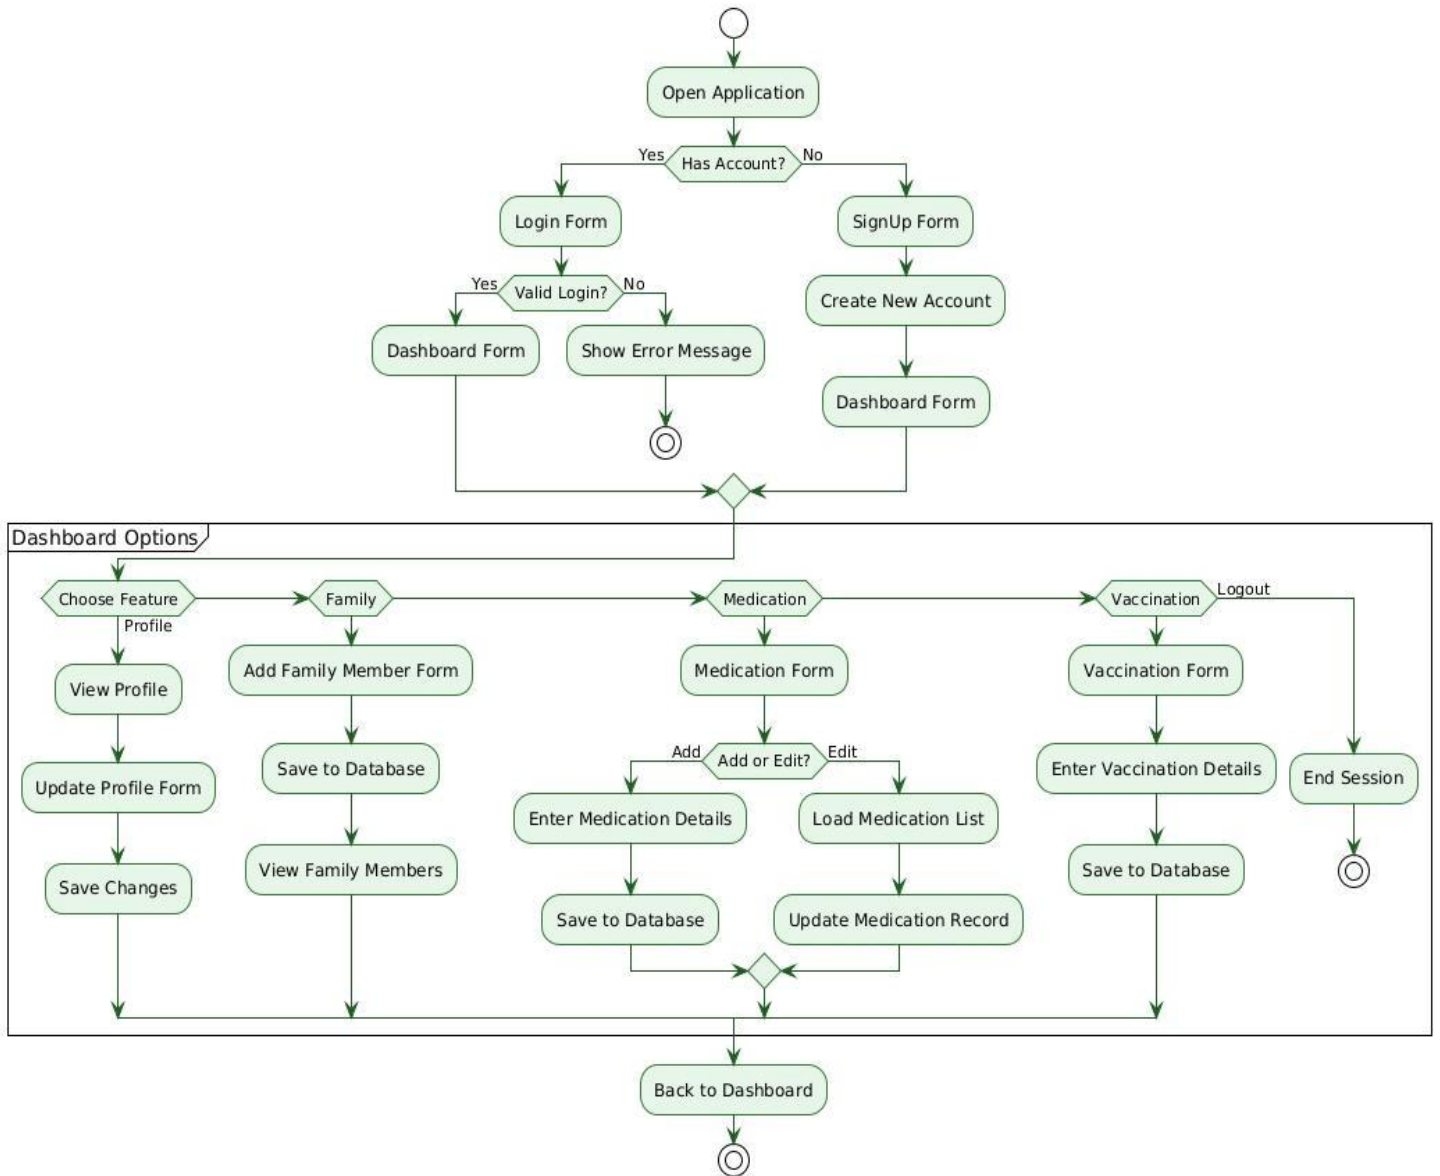 Open Application
Yes
Has Account?
No
Login Form
SignUp Form
Yes
Valid Login?
No
Create New Account
Dashboard Form
Show Error Message
Dashboard Form
Dashboard Options
Choose Feature
Family
Medication
Vaccination
Logout
Profile
View Profile
Add Family Member Form
Medication Form
Vaccination Form
Update Profile Form
Save to Database
Add
Add or Edit?
Edit
Enter Vaccination Details
End Session
Enter Medication Details
Load Medication List
Save Changes
View Family Members
Save to Database
Save to Database
Update Medication Record
Back to Dashboard